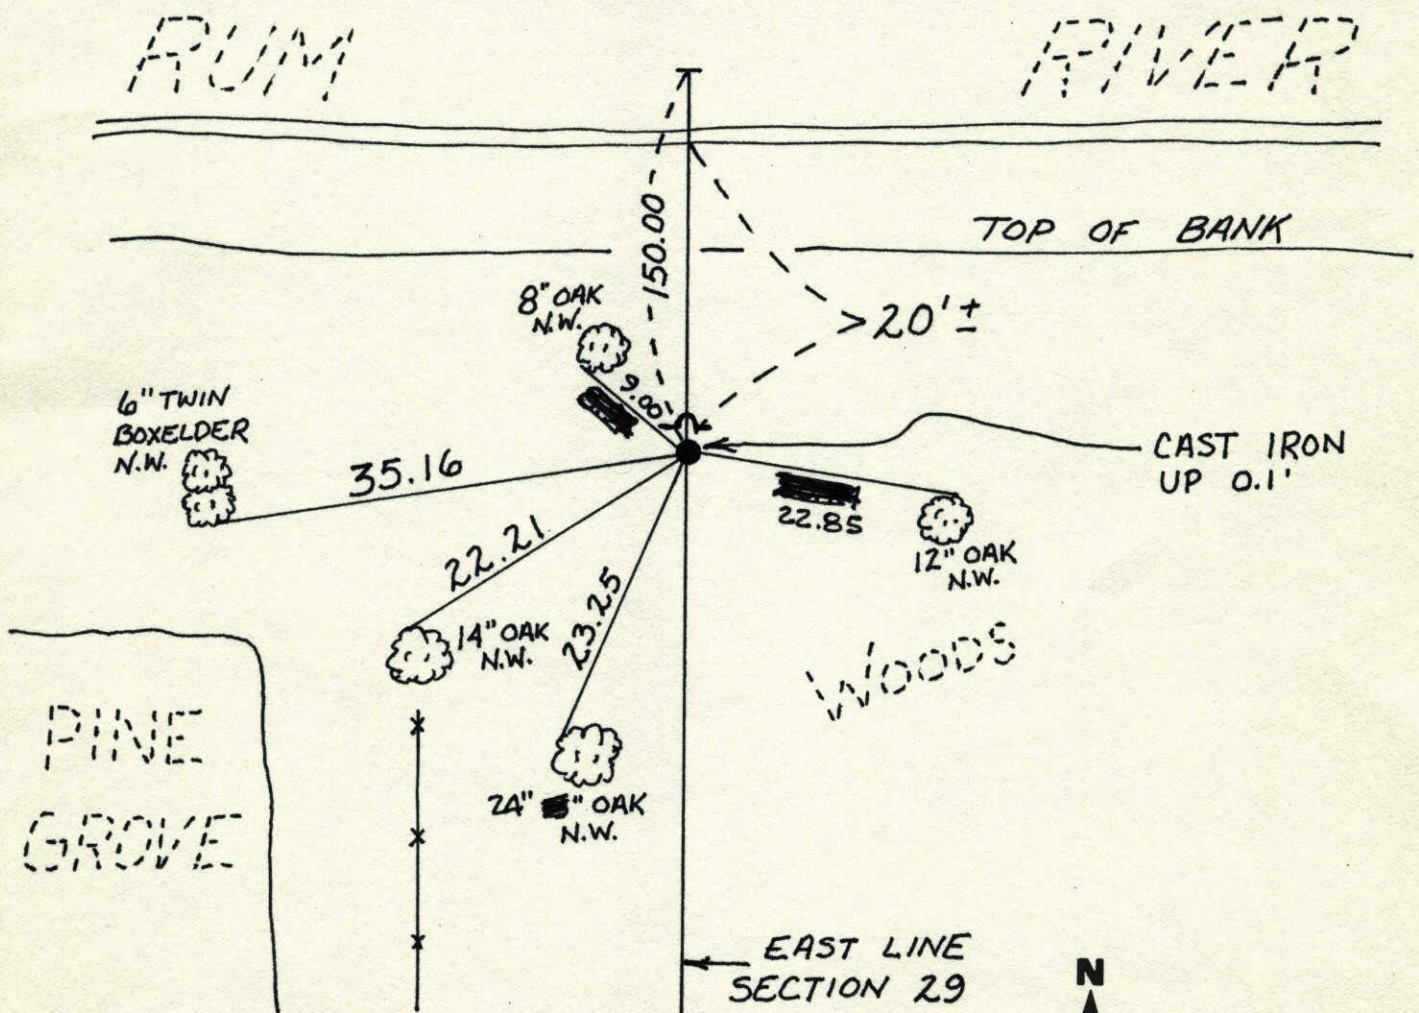 RUM RIVER
TOP OF BANK
150.00
8" OAK
N.W.
>20'±
9.00
6" TWIN
BOXELDER
N.W.
35.16
CAST IRON
UP 0.1'
22.85
12" OAK
N.W.
22.21
23.25
14" OAK
N.W.
WOODS
PINE
GROVE
24" " OAK
N.W.
EAST LINE
SECTION 29
N